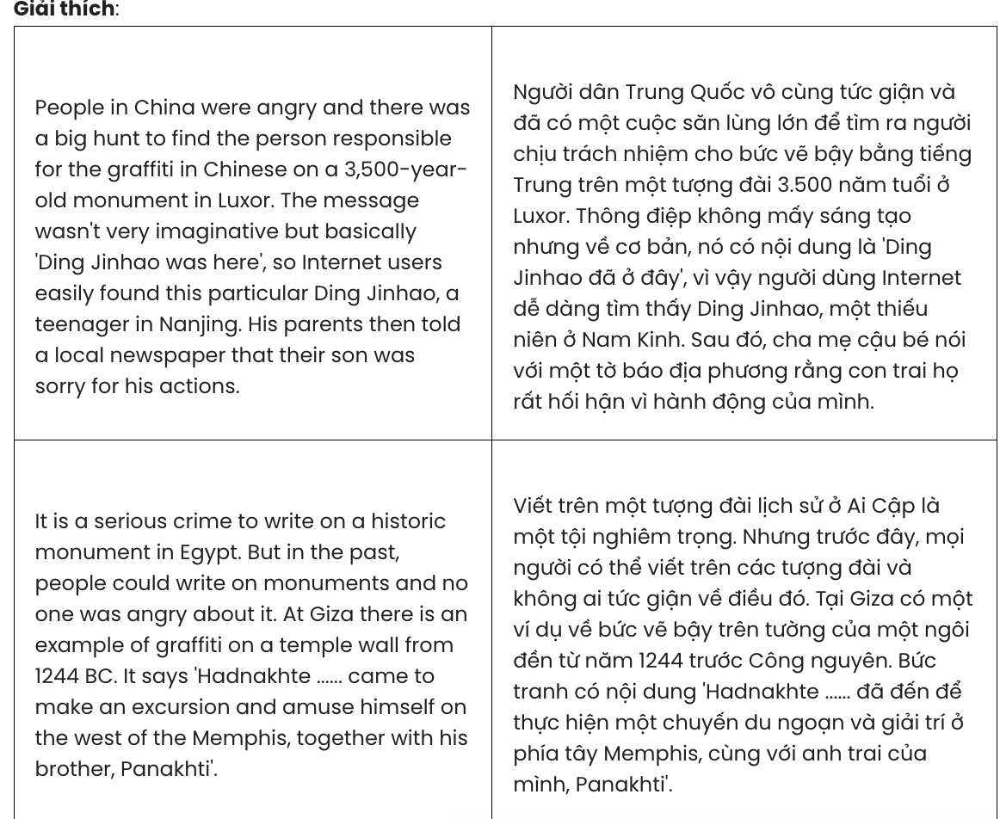 Giải thích:
People in China were angry and there was
a big hunt to find the person responsible
for the graffiti in Chinese on a 3,500-year-
old monument in Luxor. The message
wasn't very imaginative but basically
'Ding Jinhao was here', so Internet users
easily found this particular Ding Jinhao, a
teenager in Nanjing. His parents then told
a local newspaper that their son was
sorry for his actions.
Người dân Trung Quốc vô cùng tức giận và
đã có một cuộc săn lùng lớn để tìm ra người
chịu trách nhiệm cho bức vẽ bậy bằng tiếng
Trung trên một tượng đài 3.500 năm tuổi ở
Luxor. Thông điệp không mấy sáng tạo
nhưng về cơ bản, nó có nội dung là 'Ding
Jinhao đã ở đây', vì vậy người dùng Internet
dễ dàng tìm thấy Ding Jinhao, một thiếu
niên ở Nam Kinh. Sau đó, cha mẹ cậu bé nói
với một tờ báo địa phương rằng con trai họ
rất hối hận vì hành động của mình.
It is a serious crime to write on a historic
monument in Egypt. But in the past,
people could write on monuments and no
one was angry about it. At Giza there is an
example of graffiti on a temple wall from
1244 BC. It says 'Hadnakhte ...... came to
make an excursion and amuse himself on
the west of the Memphis, together with his
brother, Panakhti'.
Viết trên một tượng đài lịch sử ở Ai Cập là
một tội nghiêm trọng. Nhưng trước đây, mọi
người có thể viết trên các tượng đài và
không ai tức giận về điều đó. Tại Giza có một
ví dụ về bức vẽ bậy trên tường của một ngôi
đền từ năm 1244 trước Công nguyên. Bức
tranh có nội dung 'Hadnakhte ...... đã đến để
thực hiện một chuyến du ngoạn và giải trí ở
phía tây Memphis, cùng với anh trai của
mình, Panakhti'.